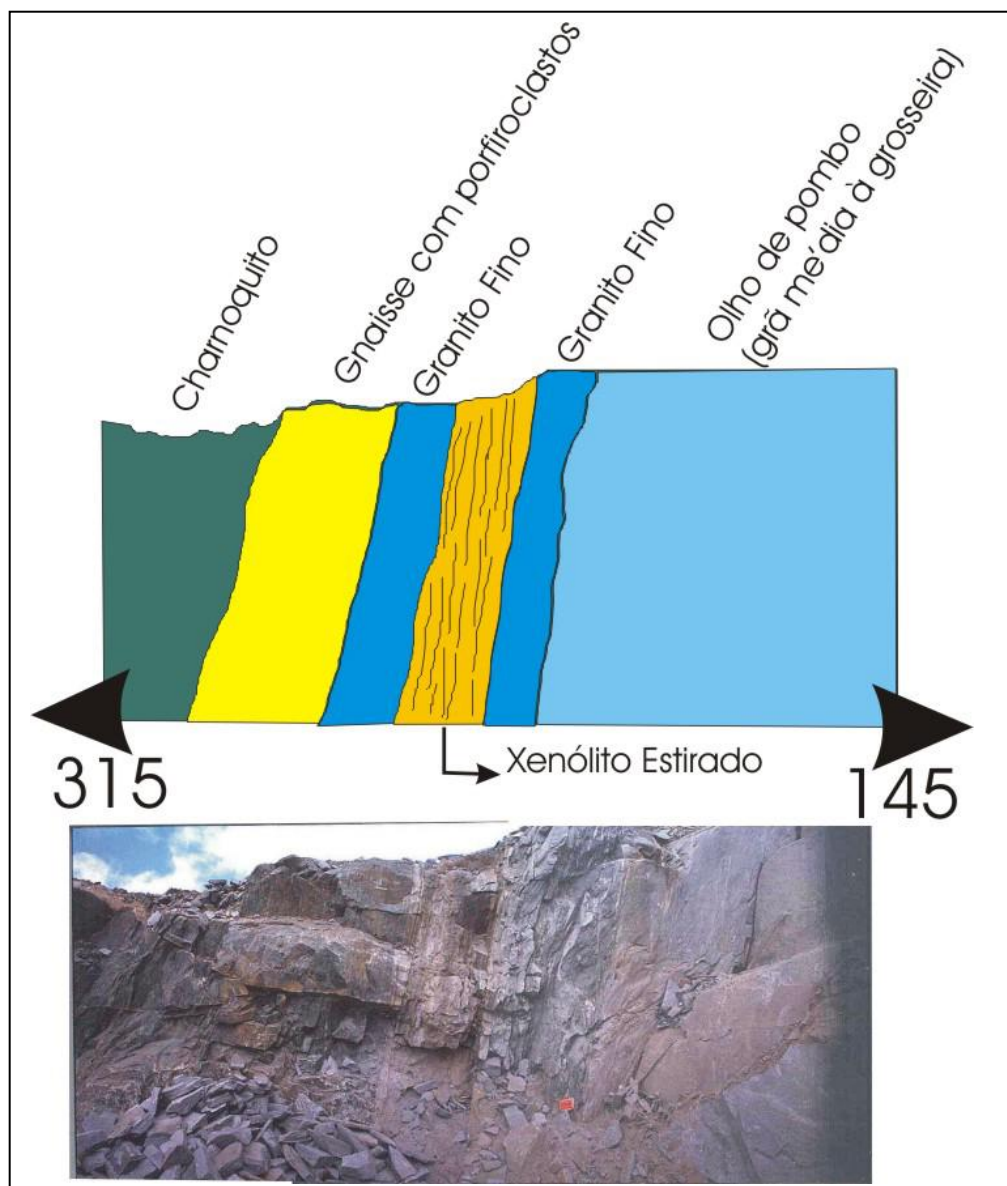 Charnoquito
Gnaisse com porfiroclastos
Granito Fino
Granito Fino
Olho de pombo
(grã me´dia à grosseira)
Xenólito Estirado
315
145